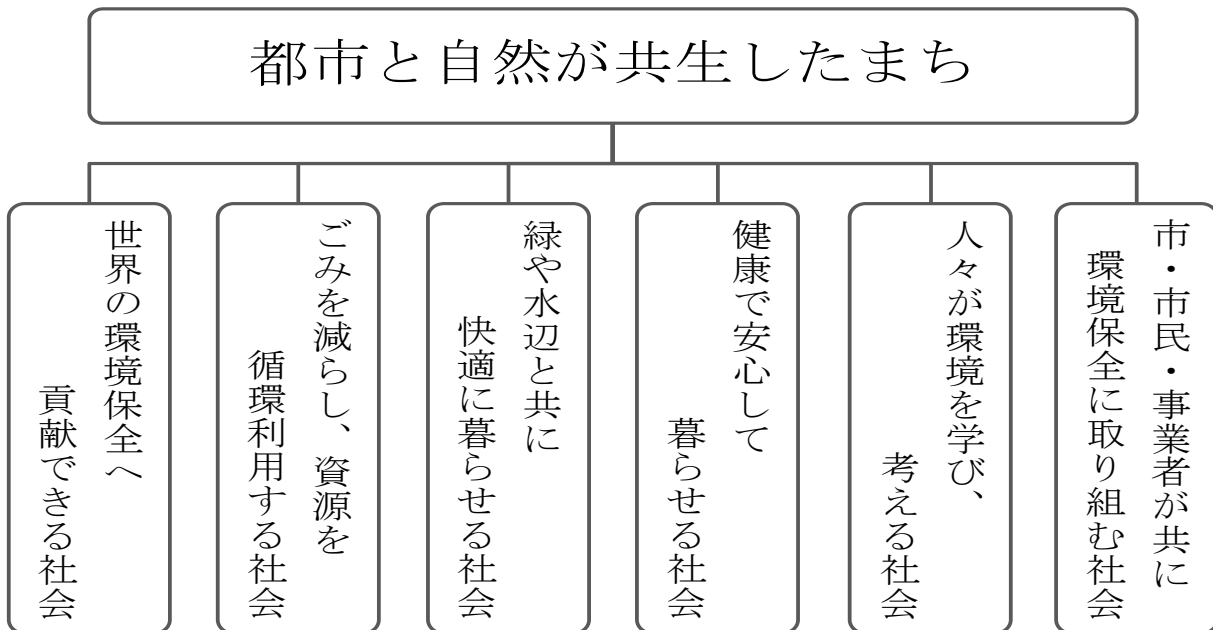 都市と自然が共生したまち
世界の環境保全へ
貢献できる社会
ごみを減らし、資源を
循環利用する社会
緑や水辺と共に
快適に暮らせる社会
健康で安心して
暮らせる社会
人々が環境を学び、
考える社会
市・市民・事業者が共に
環境保全に取り組む社会